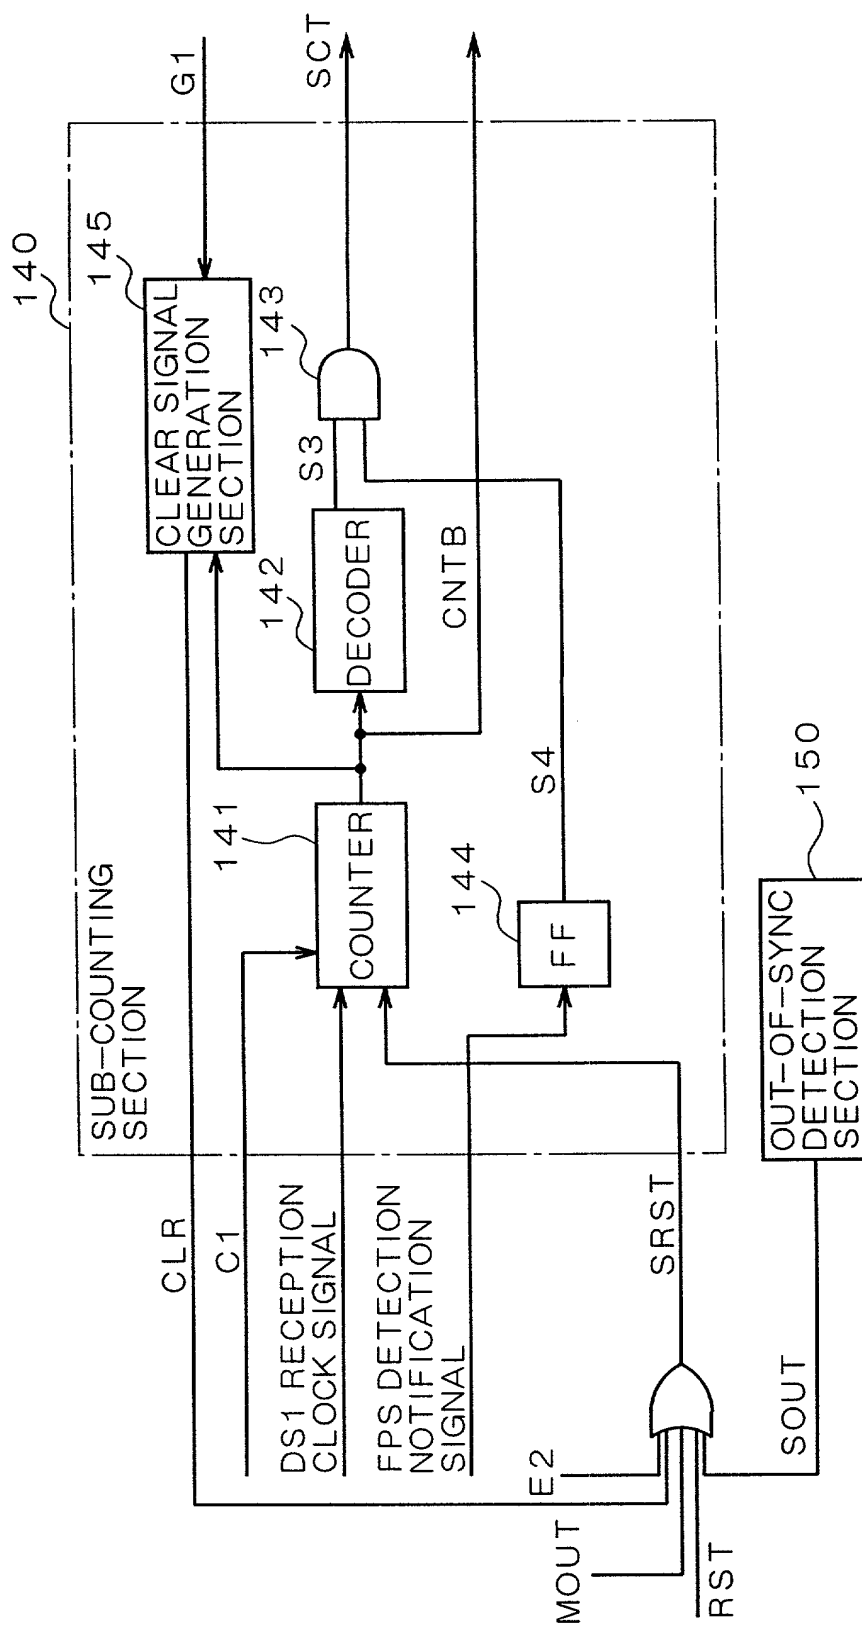 SUB-COUNTING
SECTION
140
145
CLEAR SIGNAL
GENERATION
SECTION
G1
CLR
C1
141
COUNTER
142
DECODER
S3
143
SCT
DS1 RECEPTION
CLOCK SIGNAL
CNTB
FPS DETECTION
NOTIFICATION
SIGNAL
144
FF
S4
E2
MOUT
RST
SRST
SOUT
OUT-OF-SYNC
DETECTION
SECTION
150